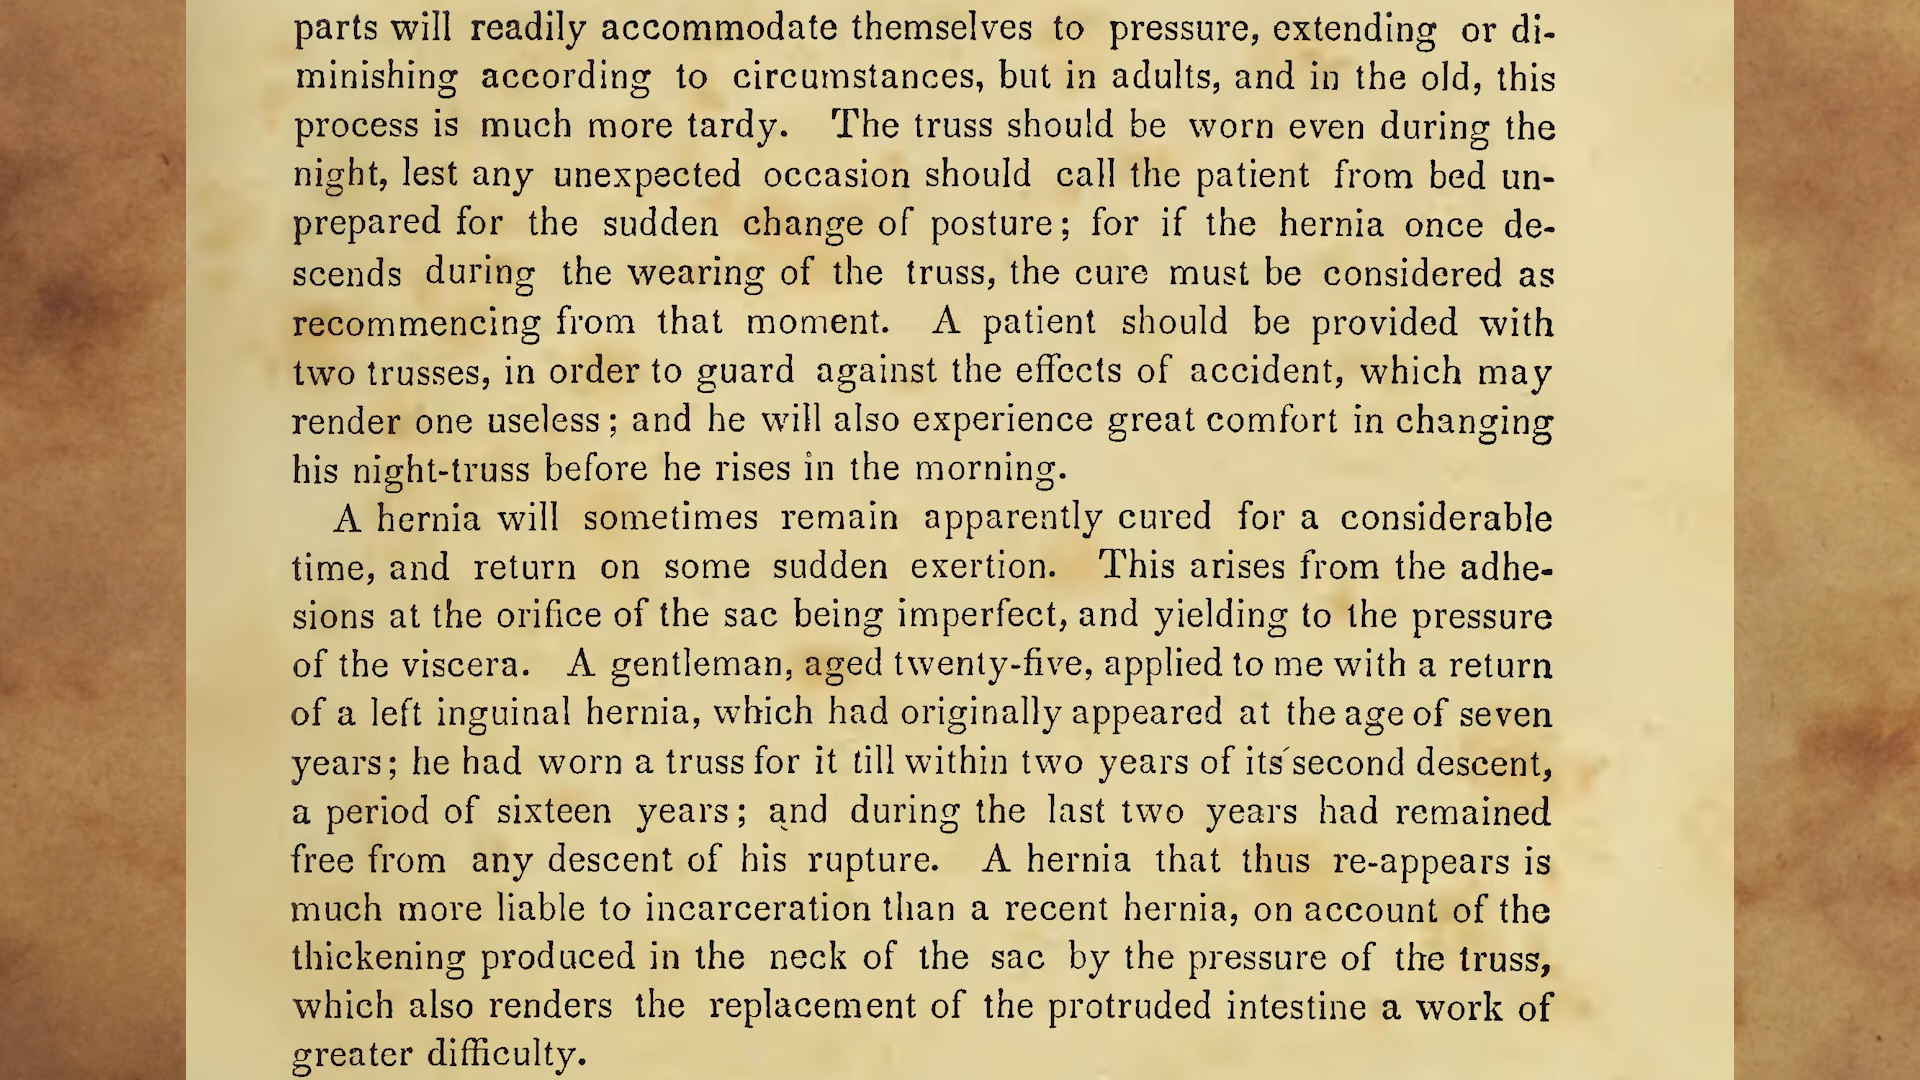 parts will readily accommodate themselves to pressure, extending or di-
minishing according to circumstances, but in adults, and in the old, this
process is much more tardy. The truss should be worn even during the
night, lest any unexpected occasion should call the patient from bed un-
prepared for the sudden change of posture; for if the hernia once de-
scends during the wearing of the truss, the cure must be considered as
recommencing from that moment. A patient should be provided with
two trusses, in order to guard against the effects of accident, which may
render one useless; and he will also experience great comfort in changing
his night-truss before he rises in the morning.
A hernia will sometimes remain apparently cured for a considerable
time, and return on some sudden exertion. This arises from the adhe-
sions at the orifice of the sac being imperfect, and yielding to the pressure
of the viscera. A gentleman, aged twenty-five, applied to me with a return
of a left inguinal hernia, which had originally appeared at the age of seven
years; he had worn a truss for it till within two years of its second descent,
a period of sixteen years; and during the last two years had remained
free from any descent of his rupture. A hernia that thus re-appears is
much more liable to incarceration than a recent hernia, on account of the
thickening produced in the neck of the sac by the pressure of the truss,
which also renders the replacement of the protruded intestine a work of
greater difficulty.